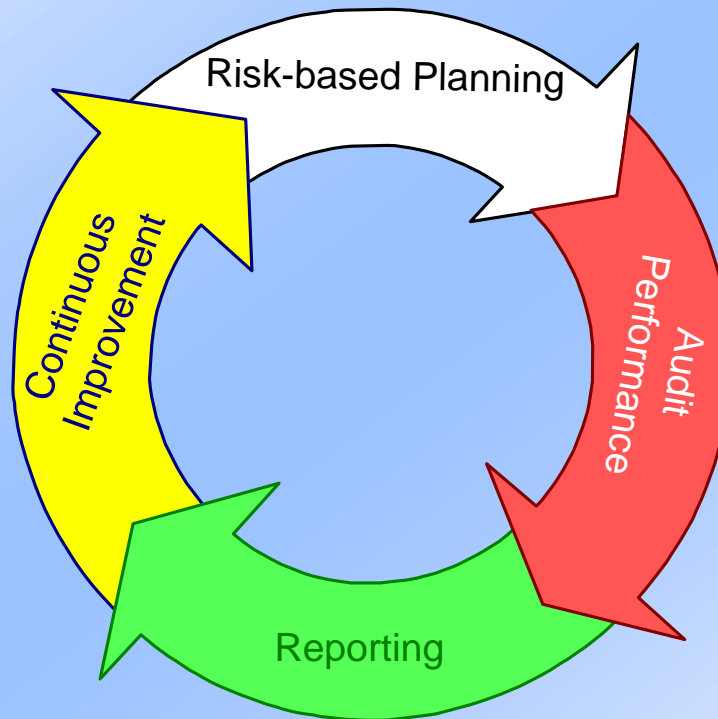 Risk-based Planning
Audit
Performance
Reporting
Continuous
Improvement